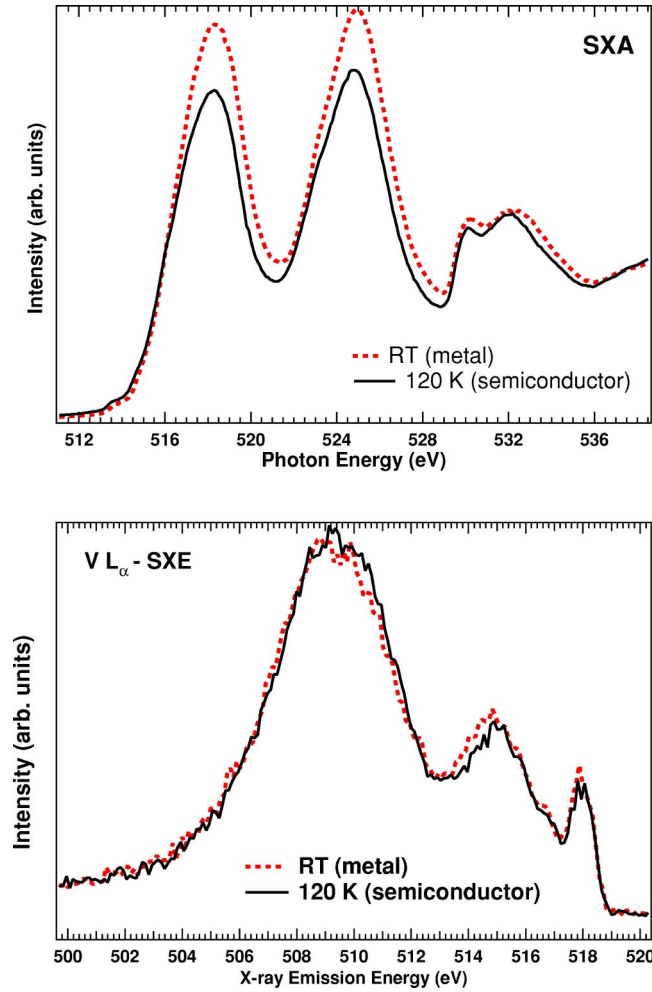 SXA
Intensity (arb. units)
RT (metal)
120 K (semiconductor)
512 516 520 524 528 532 536
Photon Energy (eV)
V Lα - SXE
Intensity (arb. units)
RT (metal)
120 K (semiconductor)
500 502 504 506 508 510 512 514 516 518 520
X-ray Emission Energy (eV)